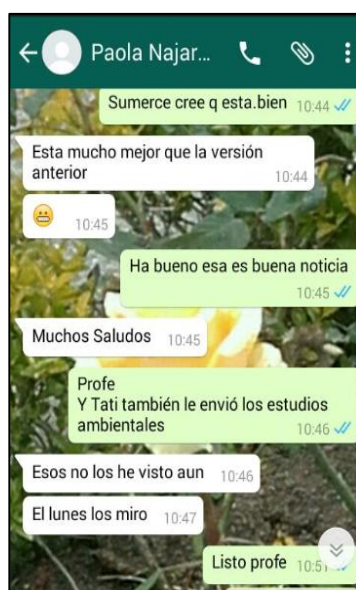 Paola Najar...
Sumerce cree q esta.bien 10:44
Esta mucho mejor que la versión
anterior 10:44
10:45
Ha bueno esa es buena noticia
10:45
Muchos Saludos 10:45
Profe
Y Tati también le envió los estudios
ambientales 10:46
Esos no los he visto aun 10:46
El lunes los miro 10:47
Listo profe 10:51